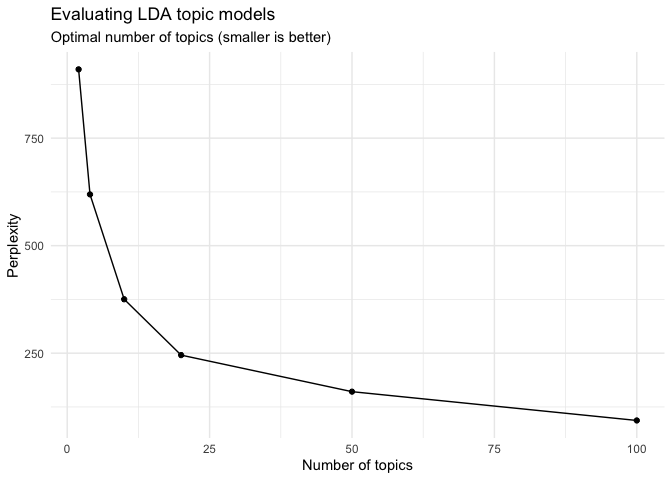 Evaluating LDA topic models
Optimal number of topics (smaller is better)
Perplexity
750
500
250
0 25 50 75 100
Number of topics